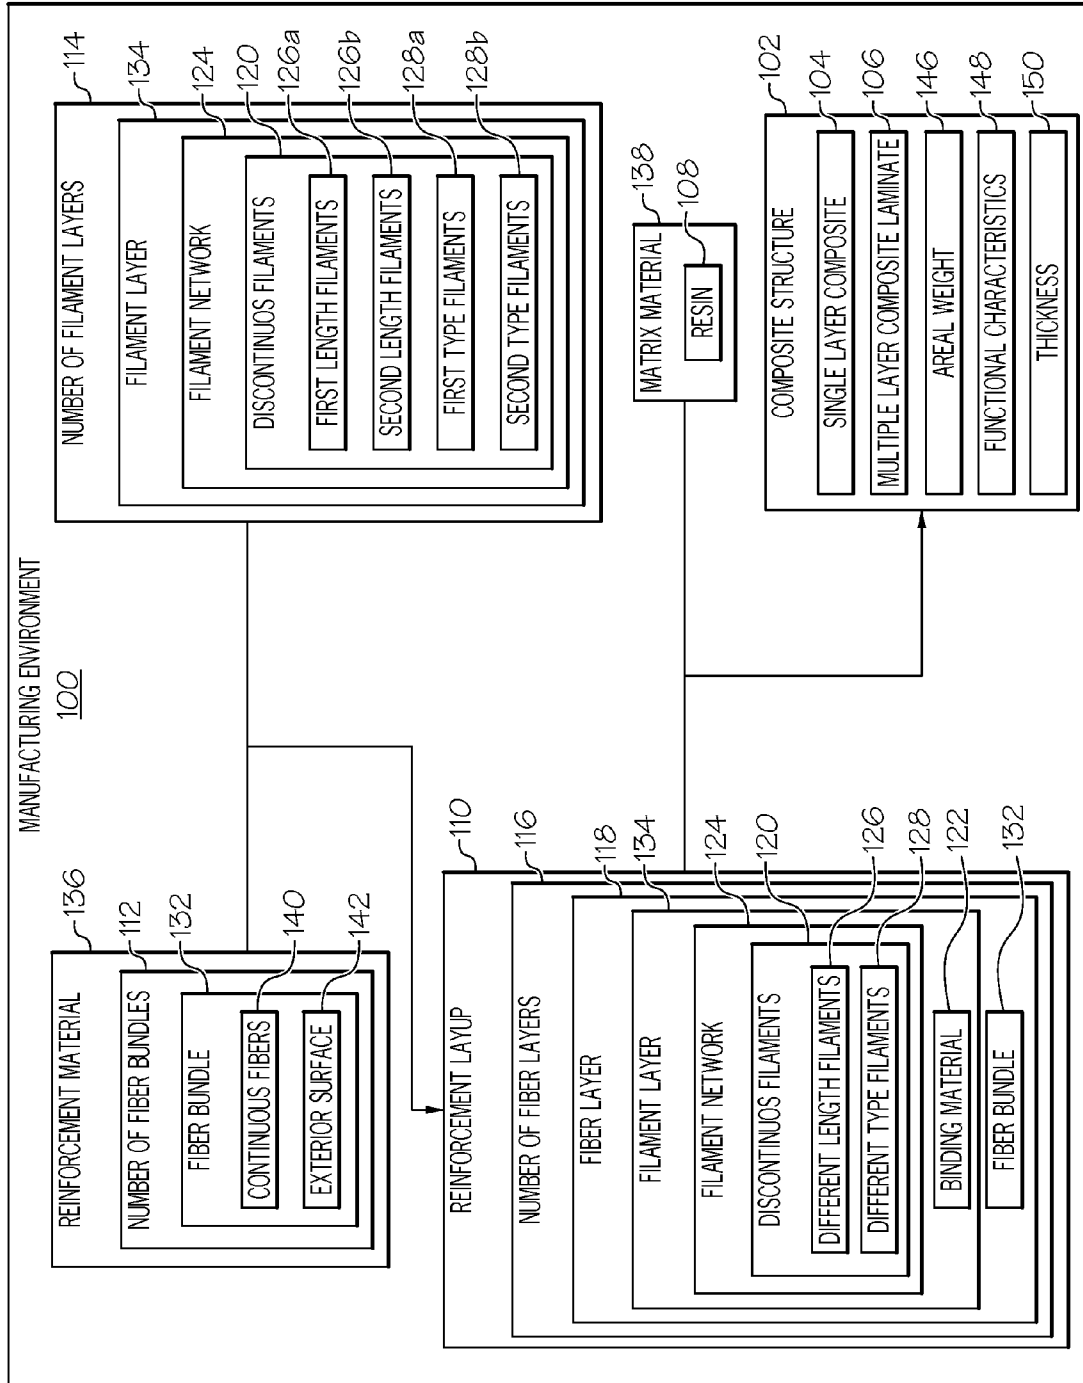 MANUFACTURING ENVIRONMENT
100
REINFORCEMENT MATERIAL
136
NUMBER OF FIBER BUNDLES
112
FIBER BUNDLE
132
CONTINUOUS FIBERS
140
EXTERIOR SURFACE
142
NUMBER OF FILAMENT LAYERS
114
FILAMENT LAYER
134
FILAMENT NETWORK
124
DISCONTINUOS FILAMENTS
120
FIRST LENGTH FILAMENTS
126a
SECOND LENGTH FILAMENTS
126b
FIRST TYPE FILAMENTS
128a
SECOND TYPE FILAMENTS
128b
REINFORCEMENT LAYUP
110
NUMBER OF FIBER LAYERS
116
FIBER LAYER
118
FILAMENT LAYER
134
FILAMENT NETWORK
124
DISCONTINUOS FILAMENTS
120
DIFFERENT LENGTH FILAMENTS
126
DIFFERENT TYPE FILAMENTS
128
BINDING MATERIAL
122
FIBER BUNDLE
132
MATRIX MATERIAL
138
RESIN
108
COMPOSITE STRUCTURE
102
SINGLE LAYER COMPOSITE
104
MULTIPLE LAYER COMPOSITE LAMINATE
106
AREAL WEIGHT
146
FUNCTIONAL CHARACTERISTICS
148
THICKNESS
150